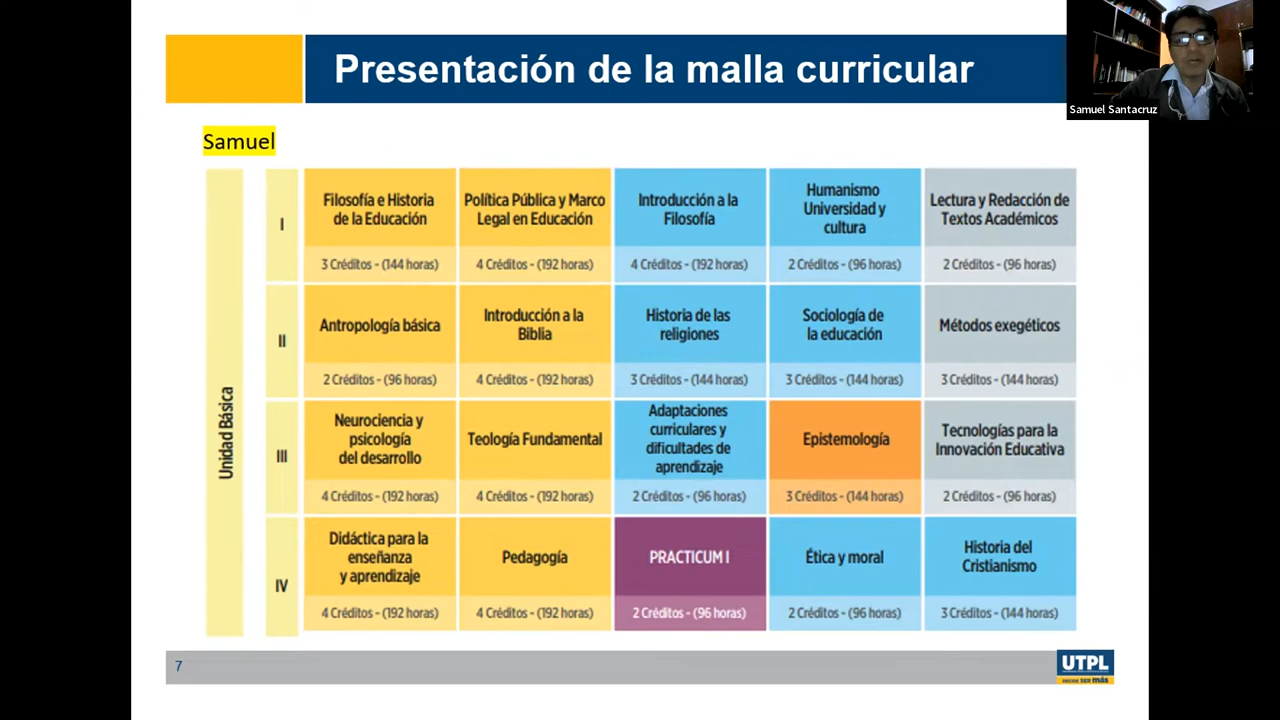 Presentación de la malla curricular
Samuel Santacruz
Samuel
Unidad Básica
I
Filosofía e Historia
de la Educación
3 Créditos - (144 horas)
Política Pública y Marco
Legal en Educación
4 Créditos - (192 horas)
Introducción a la
Filosofía
4 Créditos - (192 horas)
Humanismo
Universidad y
cultura
2 Créditos - (96 horas)
Lectura y Redacción de
Textos Académicos
2 Créditos - (96 horas)
II
Antropología básica
2 Créditos - (96 horas)
Introducción a la
Biblia
4 Créditos - (192 horas)
Historia de las
religiones
3 Créditos - (144 horas)
Sociología de
la educación
3 Créditos - (144 horas)
Métodos exegéticos
3 Créditos - (144 horas)
III
Neurociencia y
psicología
del desarrollo
4 Créditos - (192 horas)
Teología Fundamental
4 Créditos - (192 horas)
Adaptaciones
curriculares y
dificultades de
aprendizaje
2 Créditos - (96 horas)
Epistemología
3 Créditos - (144 horas)
Tecnologías para la
Innovación Educativa
2 Créditos - (96 horas)
IV
Didáctica para la
enseñanza
y aprendizaje
4 Créditos - (192 horas)
Pedagogía
4 Créditos - (192 horas)
PRACTICUM I
2 Créditos - (96 horas)
Ética y moral
2 Créditos - (96 horas)
Historia del
Cristianismo
3 Créditos - (144 horas)
7
UTPL
DECIDE SER más